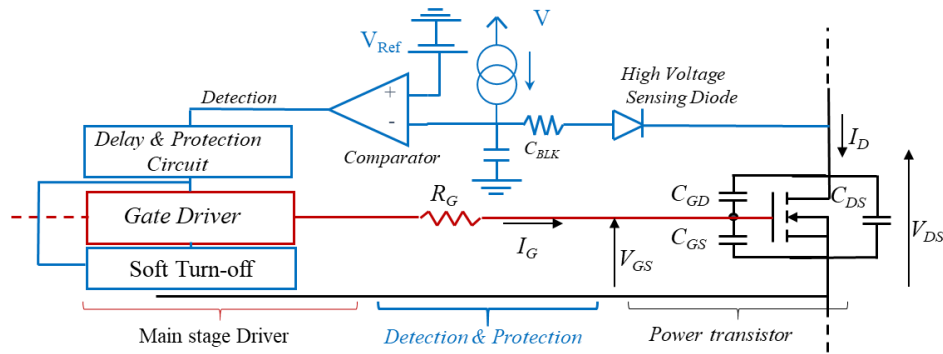 V
V_Ref
High Voltage
Sensing Diode
Detection
+
-
Delay & Protection
Circuit
Comparator
C_BLK
I_D
Gate Driver
R_G
C_GD
C_DS
I_G
V_GS
C_GS
V_DS
Soft Turn-off
Main stage Driver
Detection & Protection
Power transistor